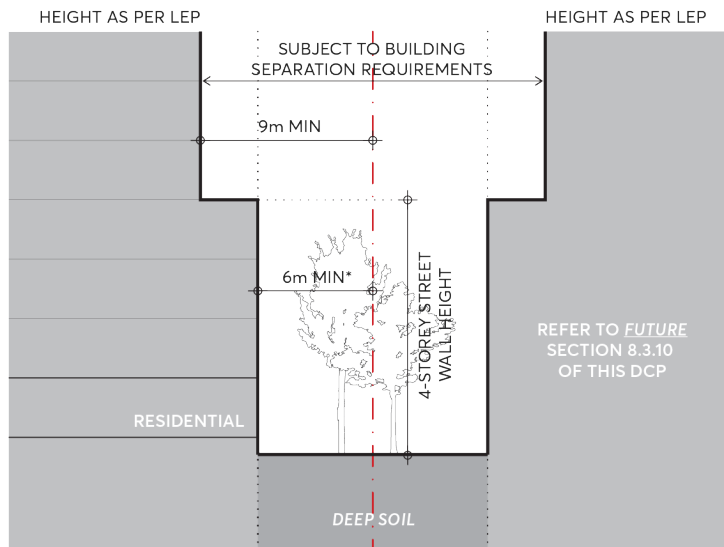 HEIGHT AS PER LEP
HEIGHT AS PER LEP
SUBJECT TO BUILDING
SEPARATION REQUIREMENTS
9m MIN
6m MIN*
4-STOREY STREET
WALL HEIGHT
REFER TO FUTURE
SECTION 8.3.10
OF THIS DCP
RESIDENTIAL
DEEP SOIL